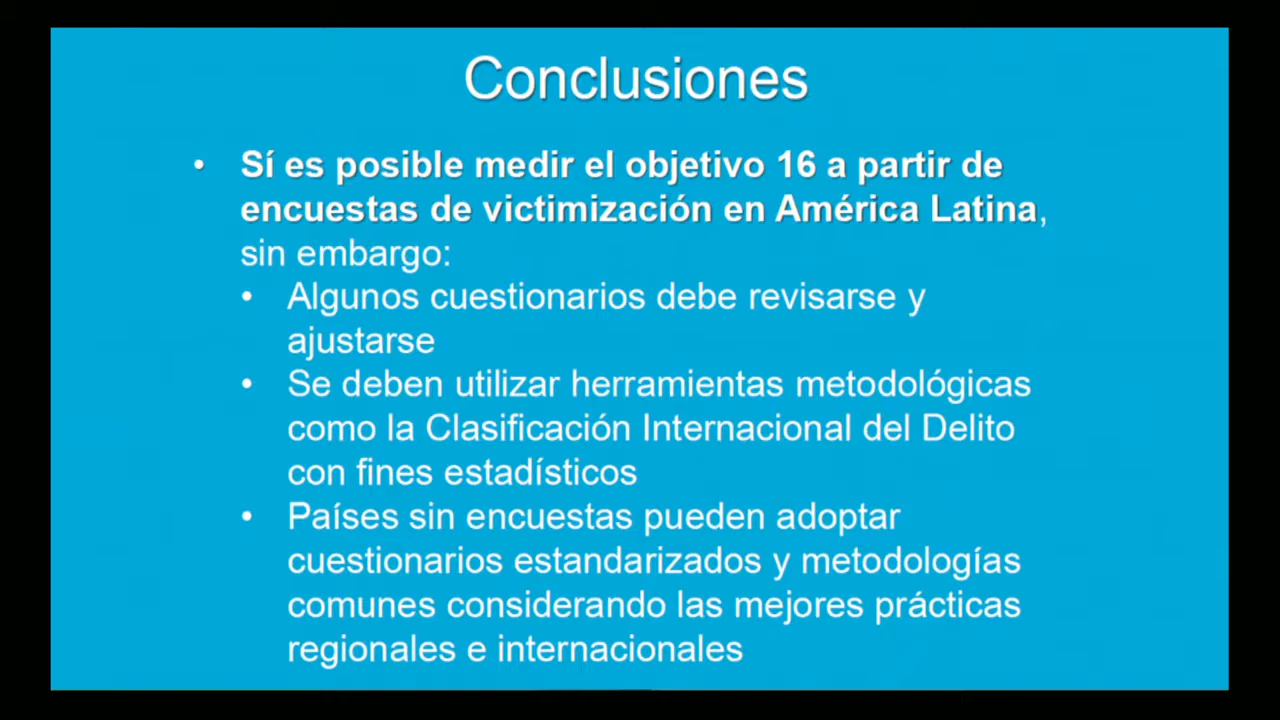 Conclusiones
• Sí es posible medir el objetivo 16 a partir de
encuestas de victimización en América Latina,
sin embargo:
• Algunos cuestionarios debe revisarse y
ajustarse
• Se deben utilizar herramientas metodológicas
como la Clasificación Internacional del Delito
con fines estadísticos
• Países sin encuestas pueden adoptar
cuestionarios estandarizados y metodologías
comunes considerando las mejores prácticas
regionales e internacionales